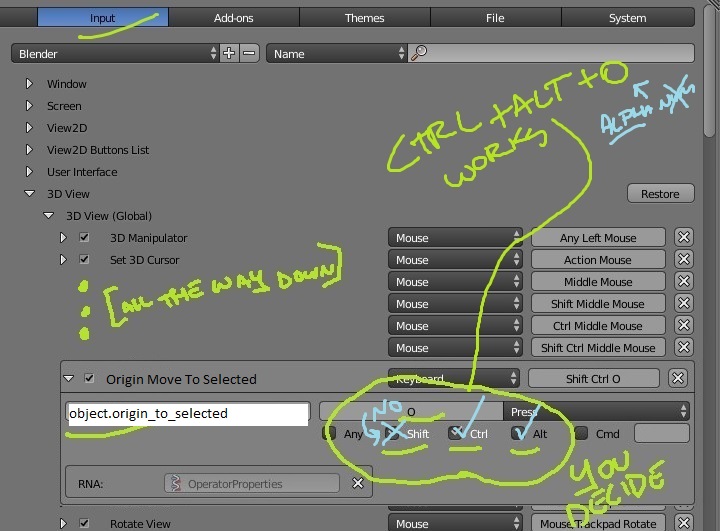 Input Add-ons Themes File System
Blender Name
Window
Screen
View2D
View2D Buttons List
User Interface
3D View Restore
3D View (Global)
3D Manipulator Mouse Any Left Mouse
Set 3D Cursor Mouse Action Mouse
Mouse Middle Mouse
Mouse Shift Middle Mouse
Mouse Ctrl Middle Mouse
Mouse Shift Ctrl Middle Mouse
CTRL + ALT + O
WORKS
ALPHA
[ALL THE WAY DOWN]
Origin Move To Selected Keyboard Shift Ctrl O
object.origin_to_selected O Press
NO
Any Shift Ctrl Alt Cmd
RNA: OperatorProperties
YOU
DECIDE
Rotate View Mouse Mouse/Trackpad Rotate